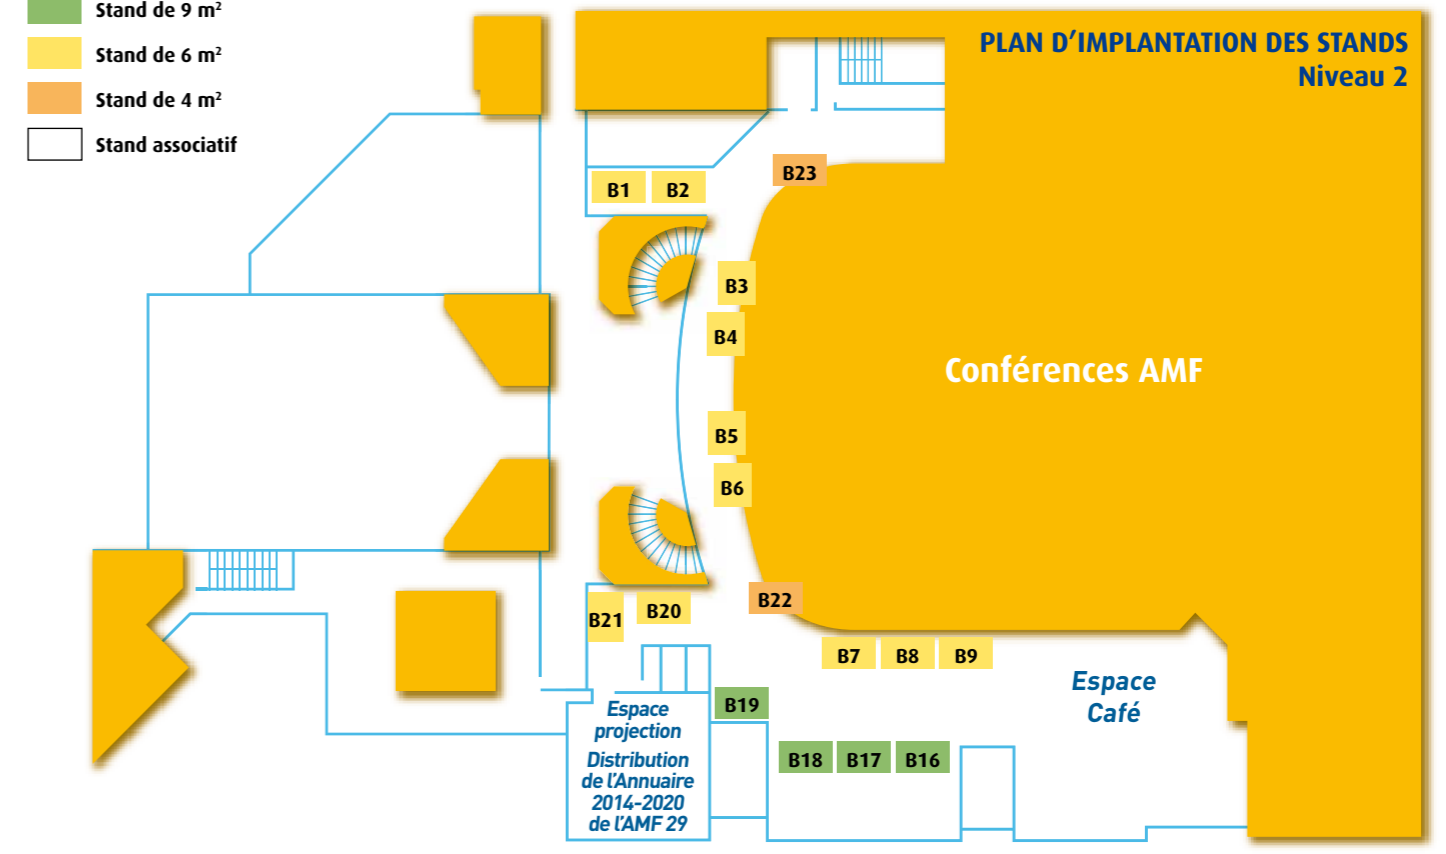 Stand de 9 m²
Stand de 6 m²
Stand de 4 m²
Stand associatif
PLAN D'IMPLANTATION DES STANDS
Niveau 2
B23
B1 B2
B3
B4
Conférences AMF
B5
B6
B22
B21 B20
B7 B8 B9
Espace
Café
B19
Espace
projection
Distribution
de l'Annuaire
2014-2020
de l'AMF 29
B18 B17 B16